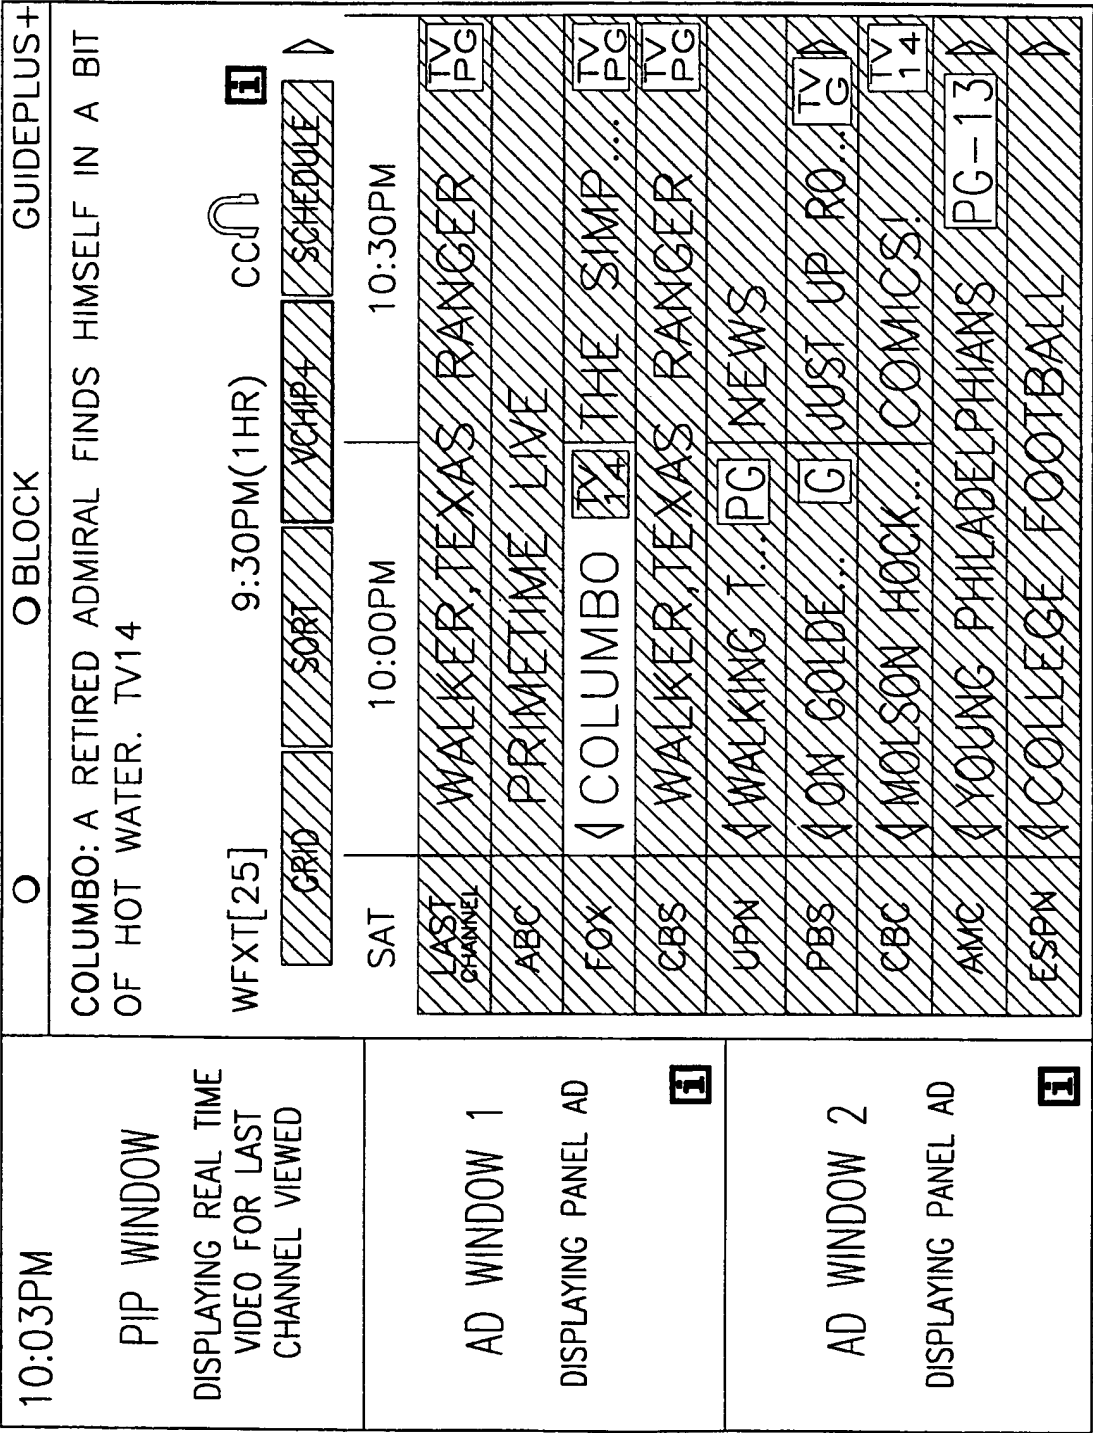 10:03PM
PIP WINDOW
DISPLAYING REAL TIME
VIDEO FOR LAST
CHANNEL VIEWED
AD WINDOW 1
DISPLAYING PANEL AD
i
AD WINDOW 2
DISPLAYING PANEL AD
i
BLOCK GUIDEPLUS+
COLUMBO: A RETIRED ADMIRAL FINDS HIMSELF IN A BIT
OF HOT WATER. TV14
WFXT[25] 9:30PM(1HR) CC i
GRID SORT VCHIP+ SCHEDULE
SAT 10:00PM 10:30PM
LAST CHANNEL WALKER,TEXAS RANGER TV PG
ABC PRIMETIME LIVE
FOX COLUMBO TV 14 THE SIMP... TV PG
CBS WALKER,TEXAS RANGER TV PG
UPN WALKING T... PG NEWS
PBS ON GOLDE... G JUST UP RO... TV G
CBC MOLSON HOCK... COMICS! TV 14
AMC YOUNG PHILADELPHIANS PG-13
ESPN COLLEGE FOOTBALL